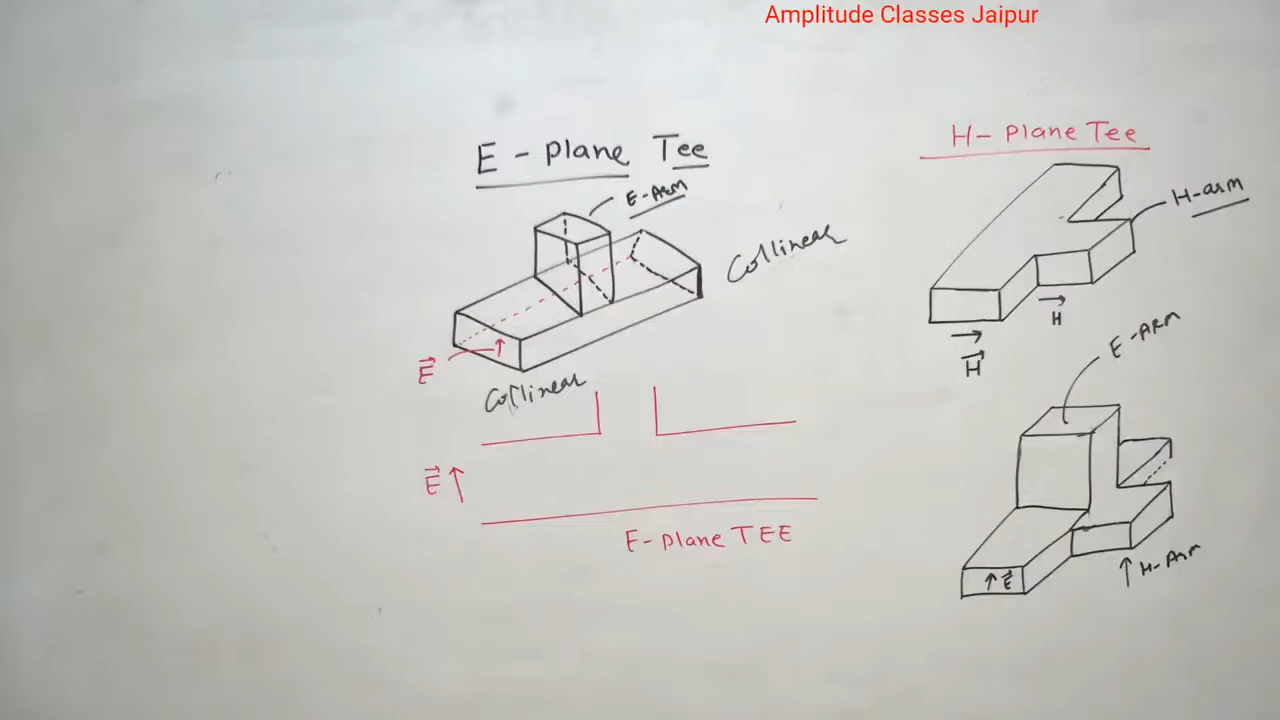 Amplitude Classes Jaipur
E - Plane Tee
E-Arm
Collinear
E
Collinear
E
E-Plane TEE
H- Plane Tee
H-arm
H
H
E-ARM
E
H-Arm